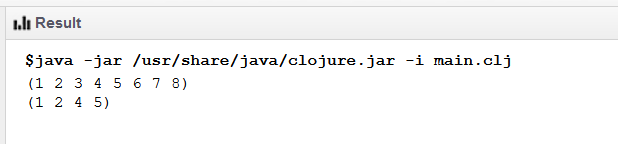 Result
$java -jar /usr/share/java/clojure.jar -i main.clj
(1 2 3 4 5 6 7 8)
(1 2 4 5)